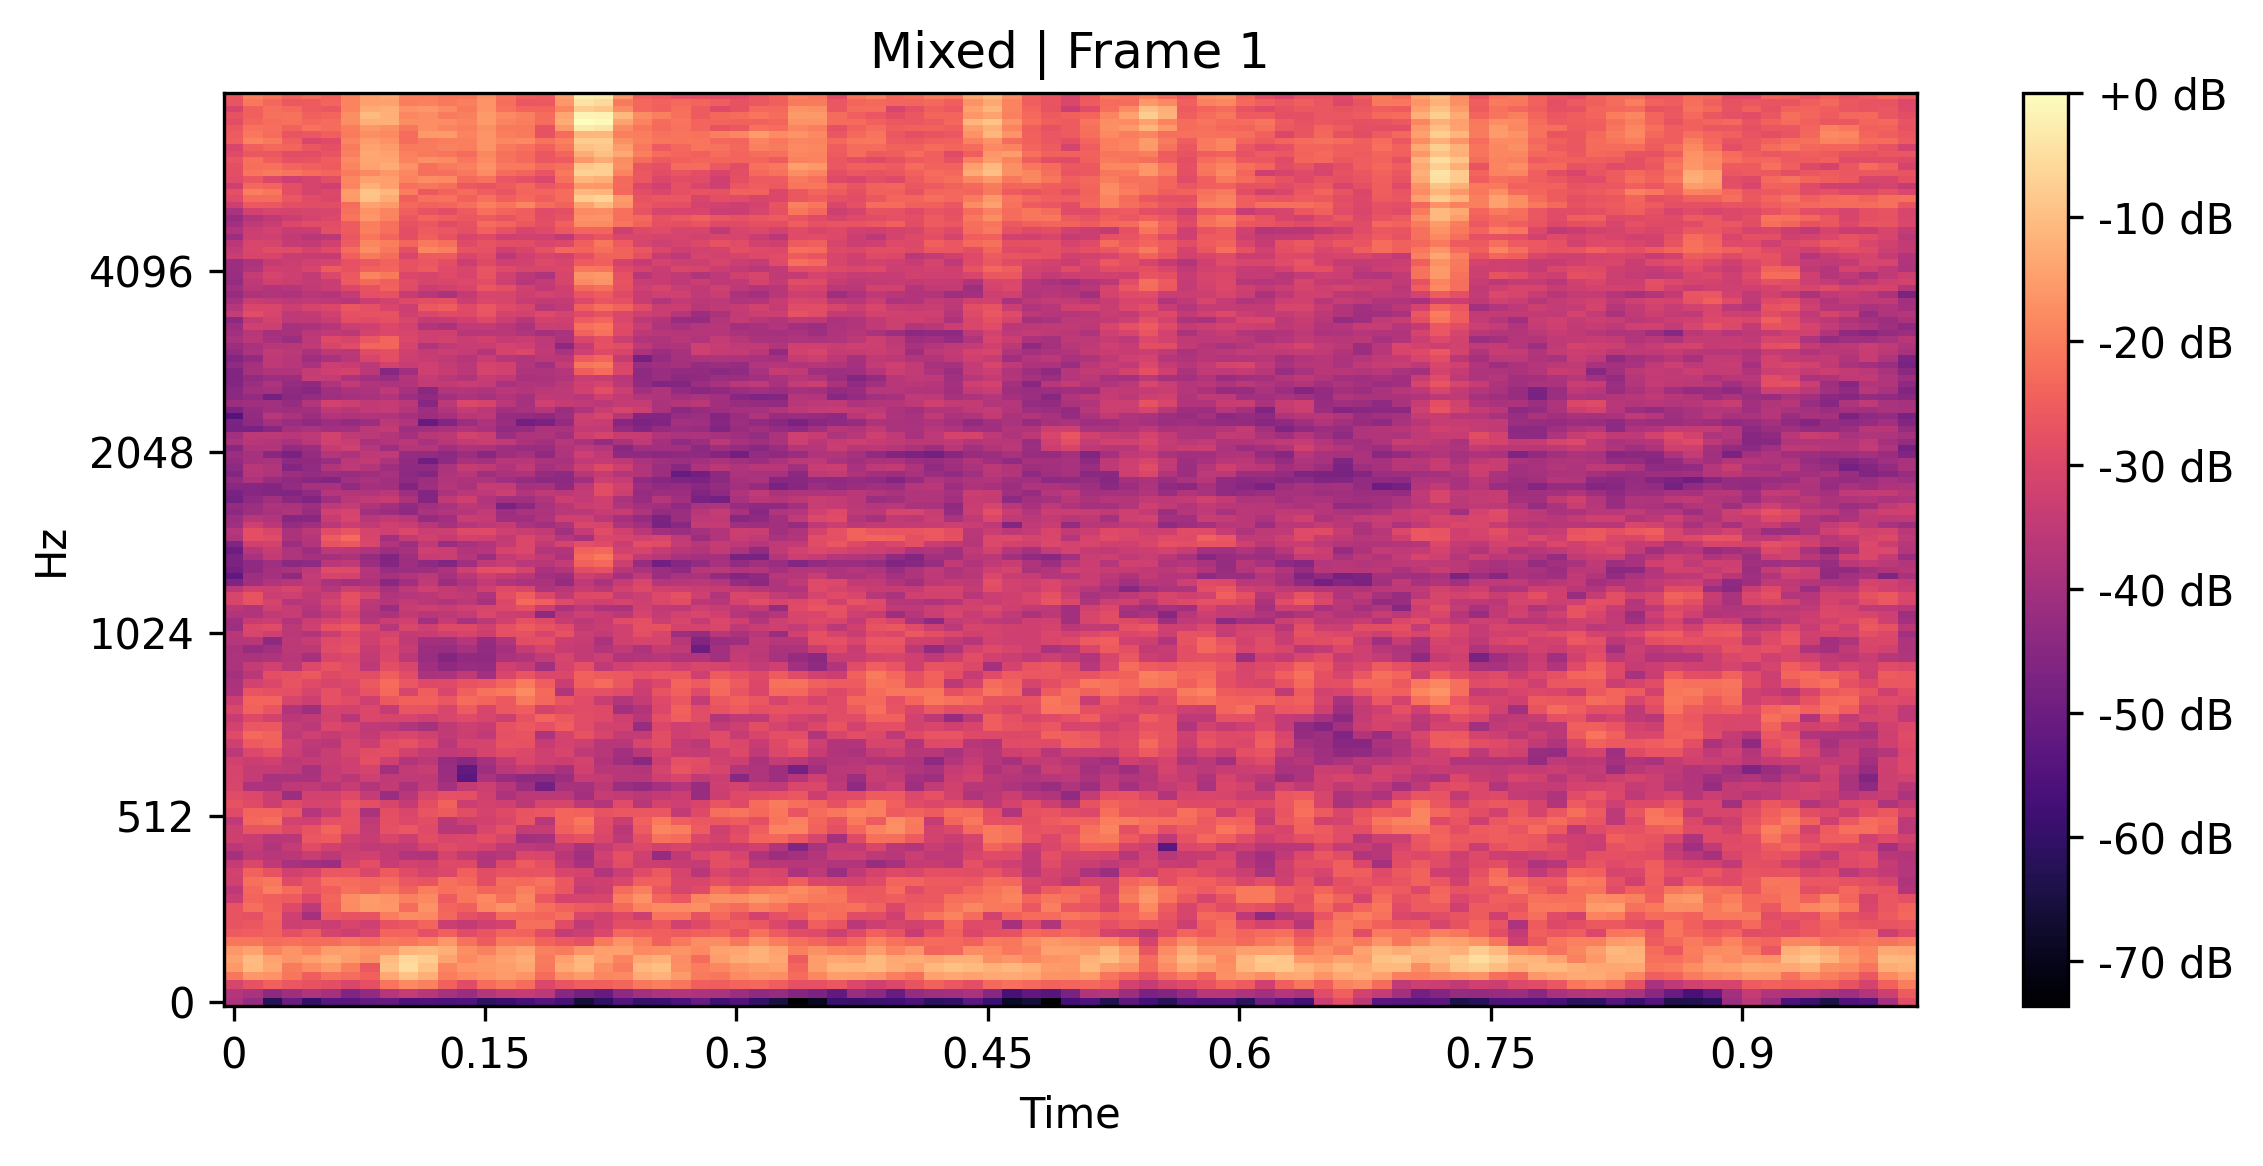 Mixed | Frame 1
+0 dB
-10 dB
-20 dB
-30 dB
-40 dB
-50 dB
-60 dB
-70 dB
4096
2048
1024
512
0
Hz
0 0.15 0.3 0.45 0.6 0.75 0.9
Time